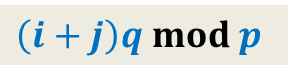 (i + j)q mod p